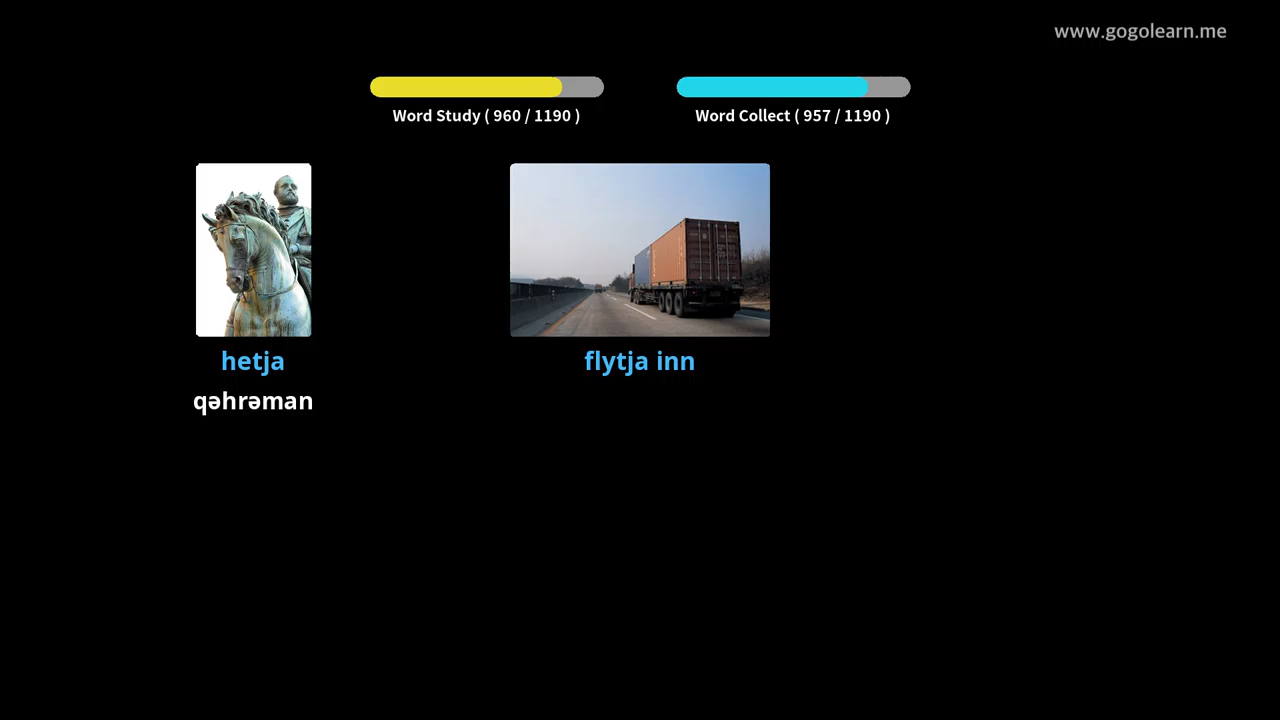 www.gogolearn.me
Word Study ( 960 / 1190 )
Word Collect ( 957 / 1190 )
hetja
flytja inn
qəhrəman